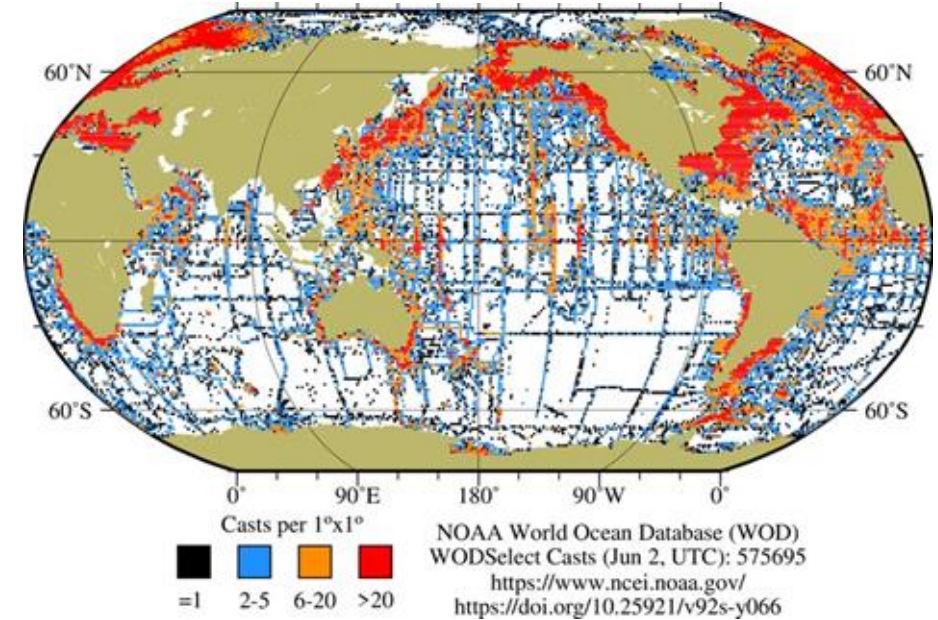 60˚N
60˚N
60˚S
60˚S
0˚
90˚E
180˚
90˚W
0˚
Casts per 1ºx1º
=1
2-5
6-20
>20
NOAA World Ocean Database (WOD)
WODSelect Casts (Jun 2, UTC): 575695
https://www.ncei.noaa.gov/
https://doi.org/10.25921/v92s-y066